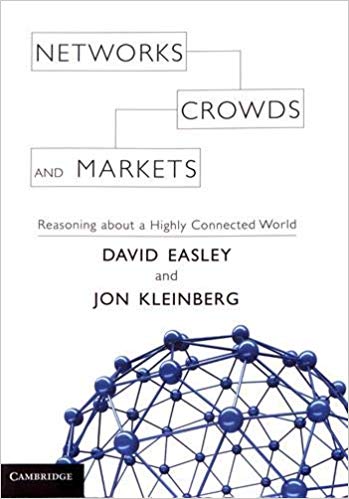 NETWORKS
CROWDS
AND MARKETS
Reasoning about a Highly Connected World
DAVID EASLEY
and
JON KLEINBERG
CAMBRIDGE